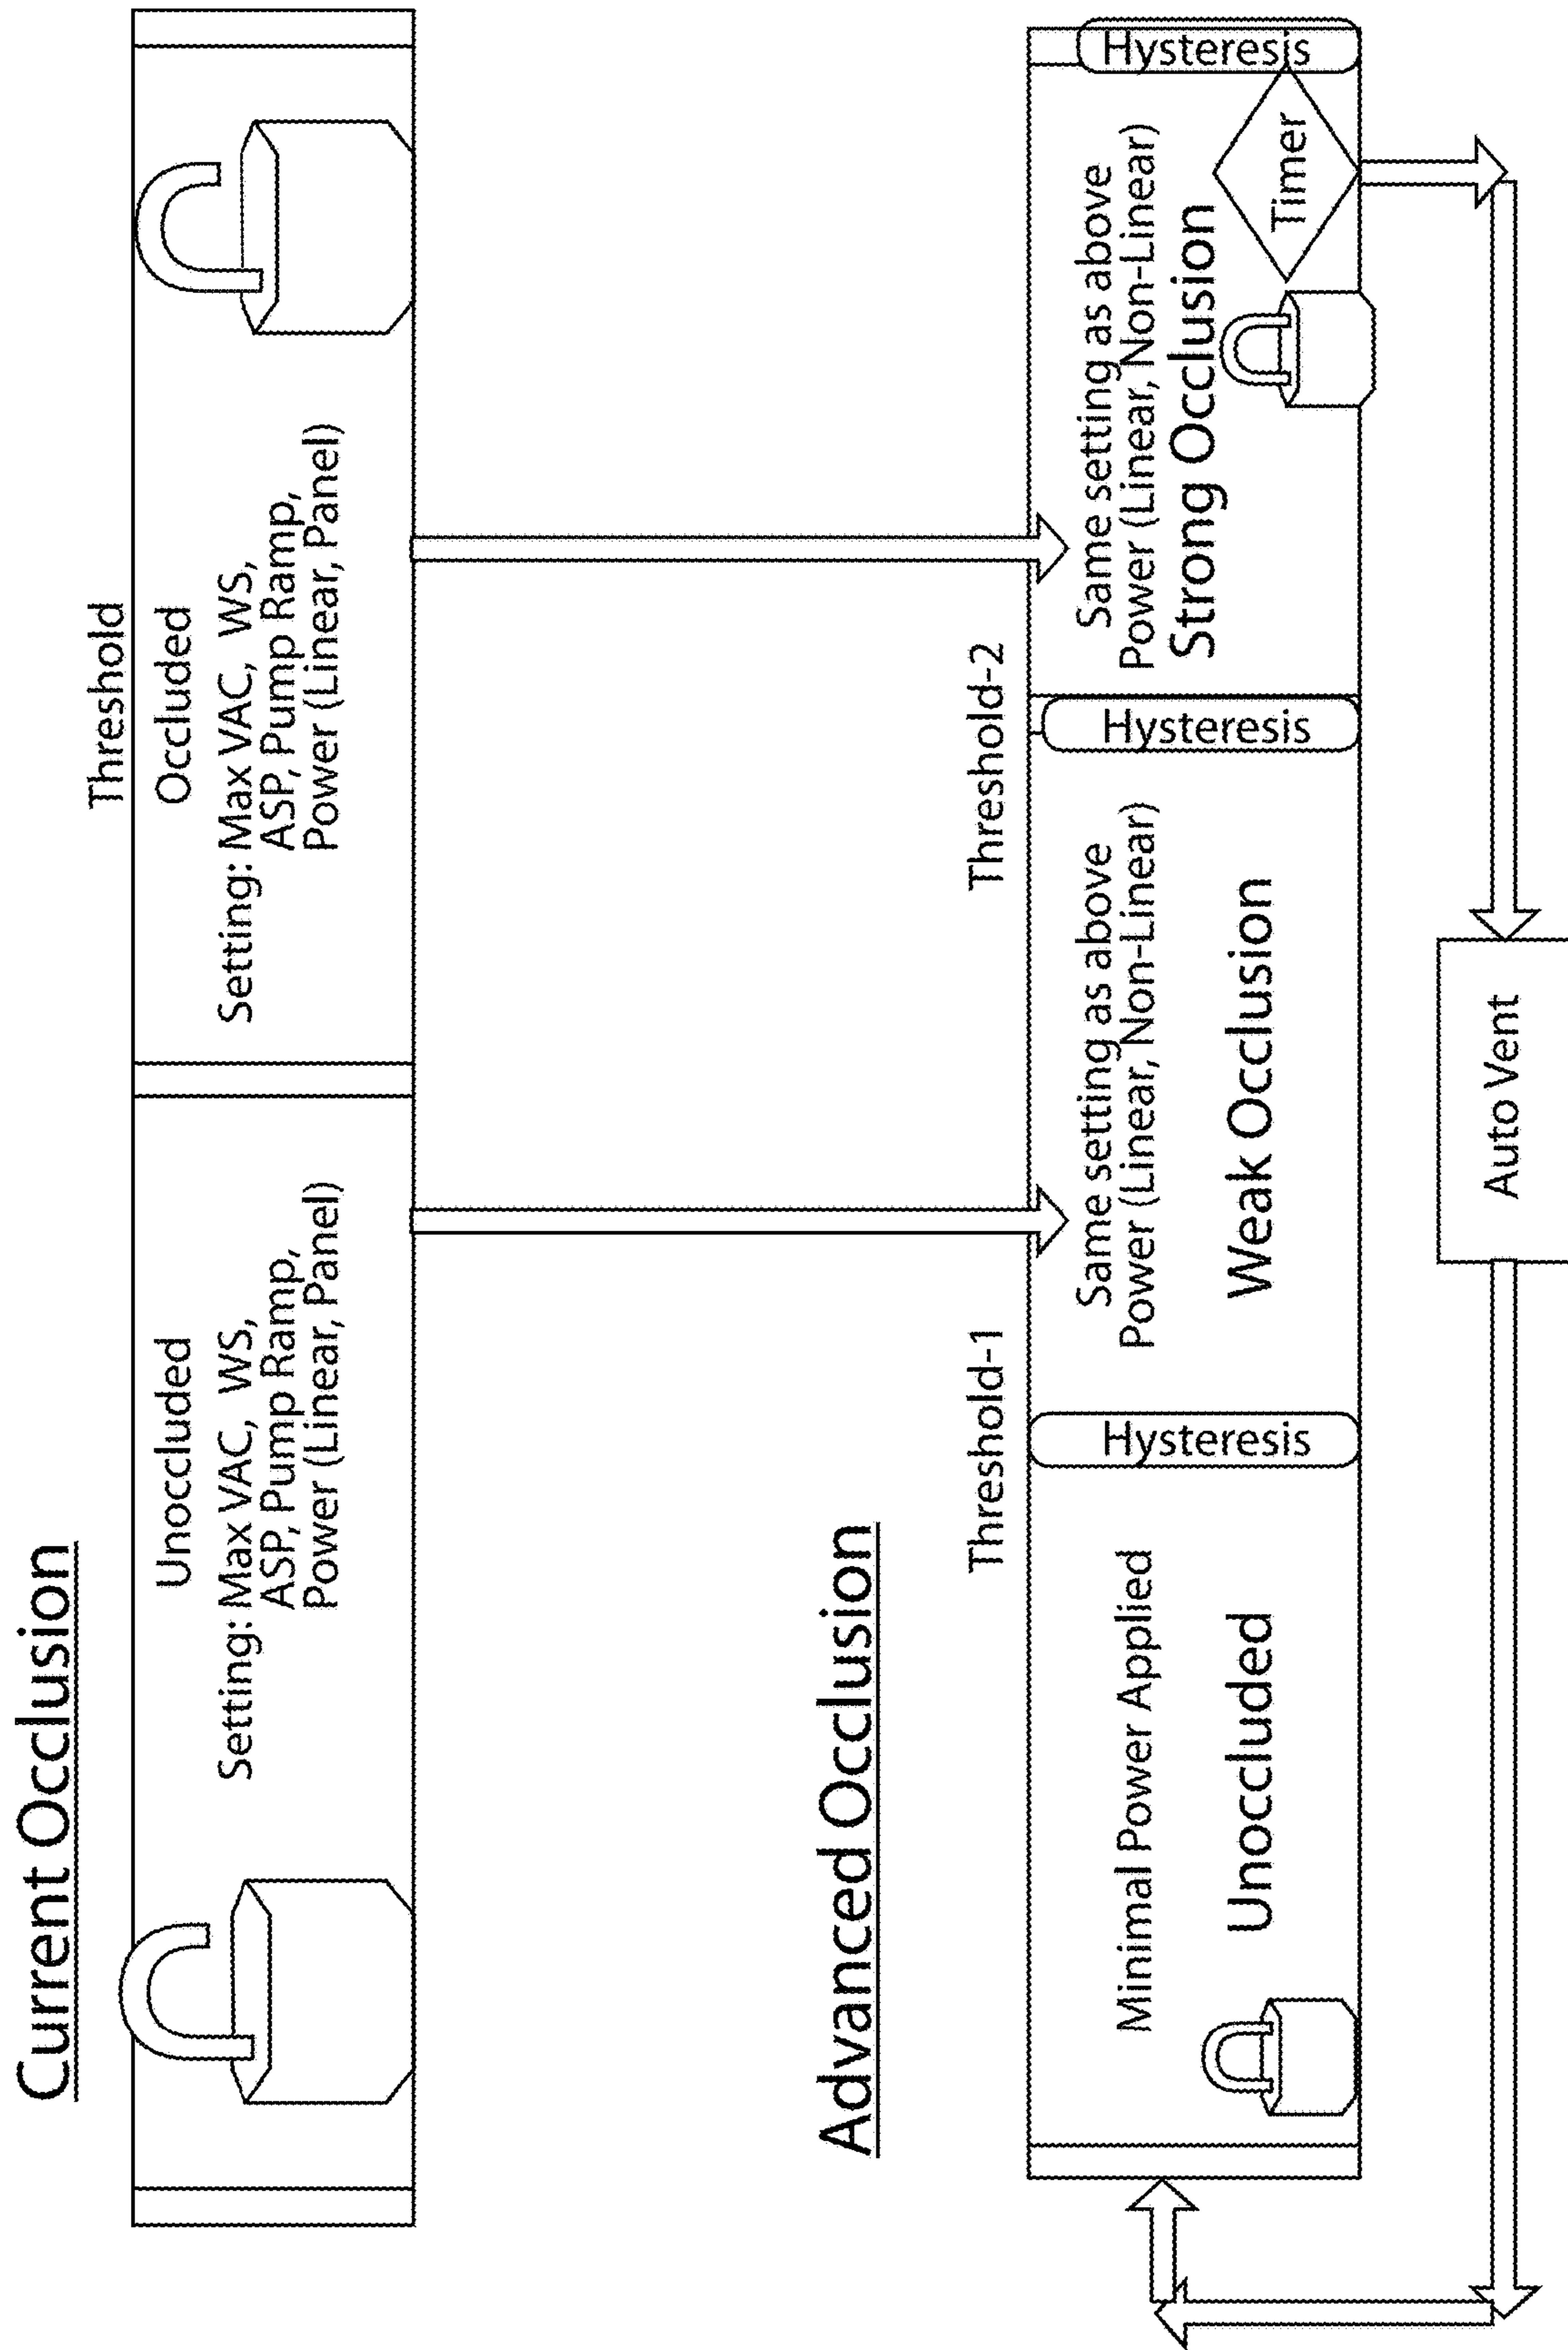 Current Occlusion
Threshold
Unoccluded
Setting: Max VAC, WS,
ASP, Pump Ramp,
Power (Linear, Panel)
Occluded
Setting: Max VAC, WS,
ASP, Pump Ramp,
Power (Linear, Panel)
Advanced Occlusion
Threshold-1
Threshold-2
Minimal Power Applied
Unoccluded
Hysteresis
Same setting as above
Power (Linear, Non-Linear)
Weak Occlusion
Hysteresis
Same setting as above
Power (Linear, Non-Linear)
Strong Occlusion
Timer
Hysteresis
Auto Vent